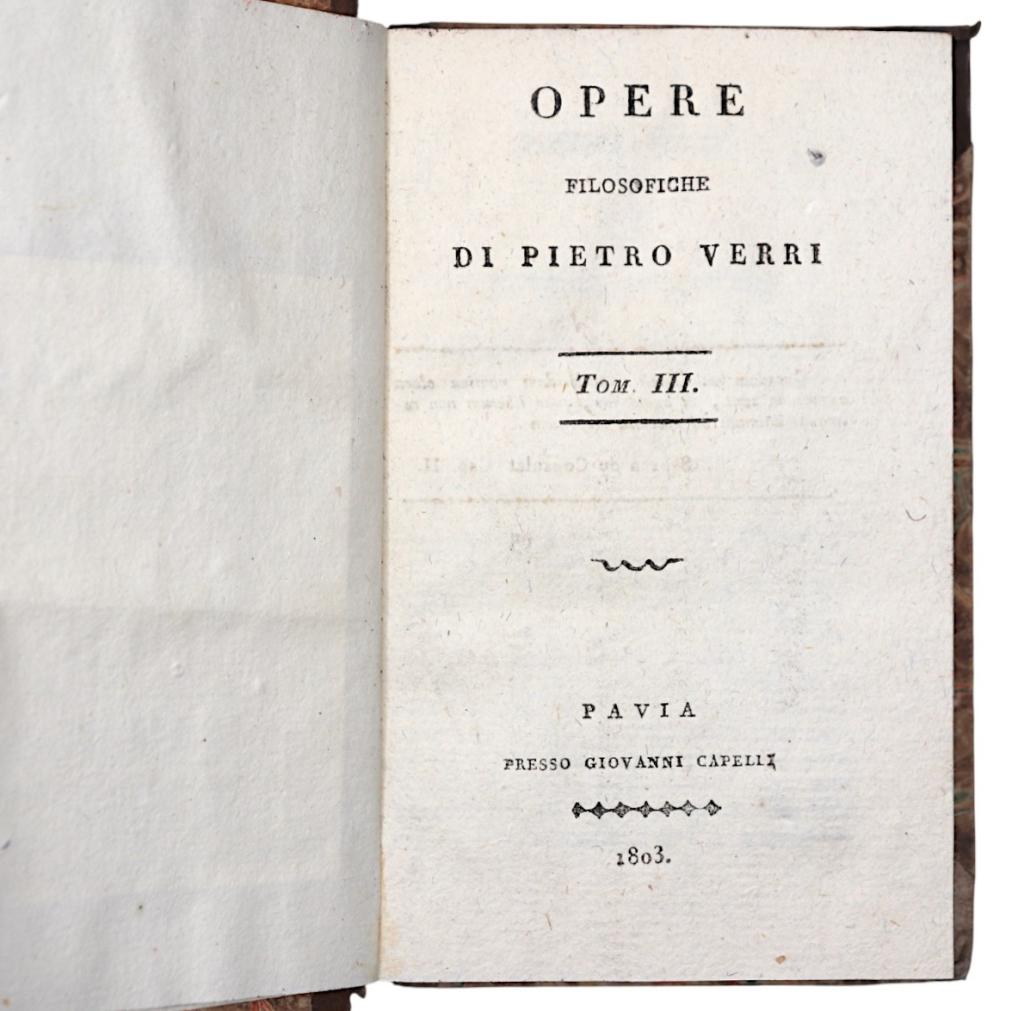 OPERE
FILOSOFICHE
DI PIETRO VERRI
TOM. III.
PAVIA
PRESSO GIOVANNI CAPELLI
1803.